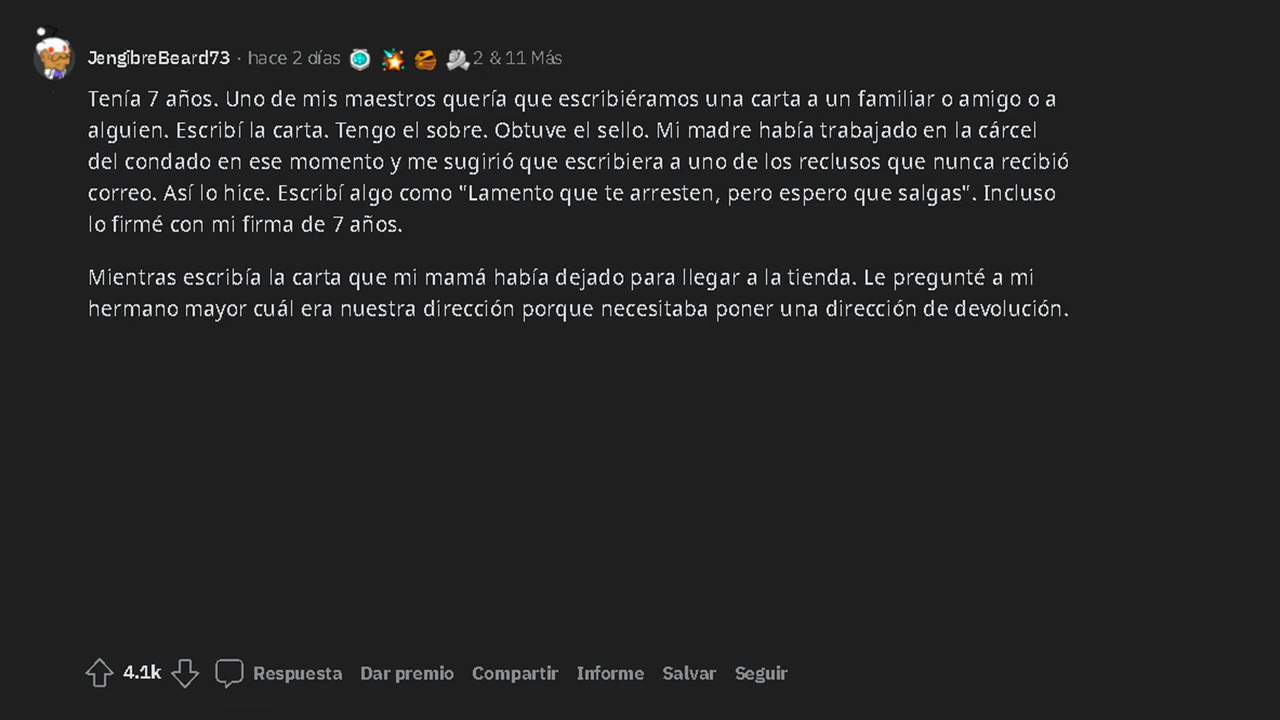 JengibreBeard73 · hace 2 días 2 & 11 Más
Tenía 7 años. Uno de mis maestros quería que escribiéramos una carta a un familiar o amigo o a
alguien. Escribí la carta. Tengo el sobre. Obtuve el sello. Mi madre había trabajado en la cárcel
del condado en ese momento y me sugirió que escribiera a uno de los reclusos que nunca recibió
correo. Así lo hice. Escribí algo como "Lamento que te arresten, pero espero que salgas". Incluso
lo firmé con mi firma de 7 años.
Mientras escribía la carta que mi mamá había dejado para llegar a la tienda. Le pregunté a mi
hermano mayor cuál era nuestra dirección porque necesitaba poner una dirección de devolución.
4.1k Respuesta Dar premio Compartir Informe Salvar Seguir